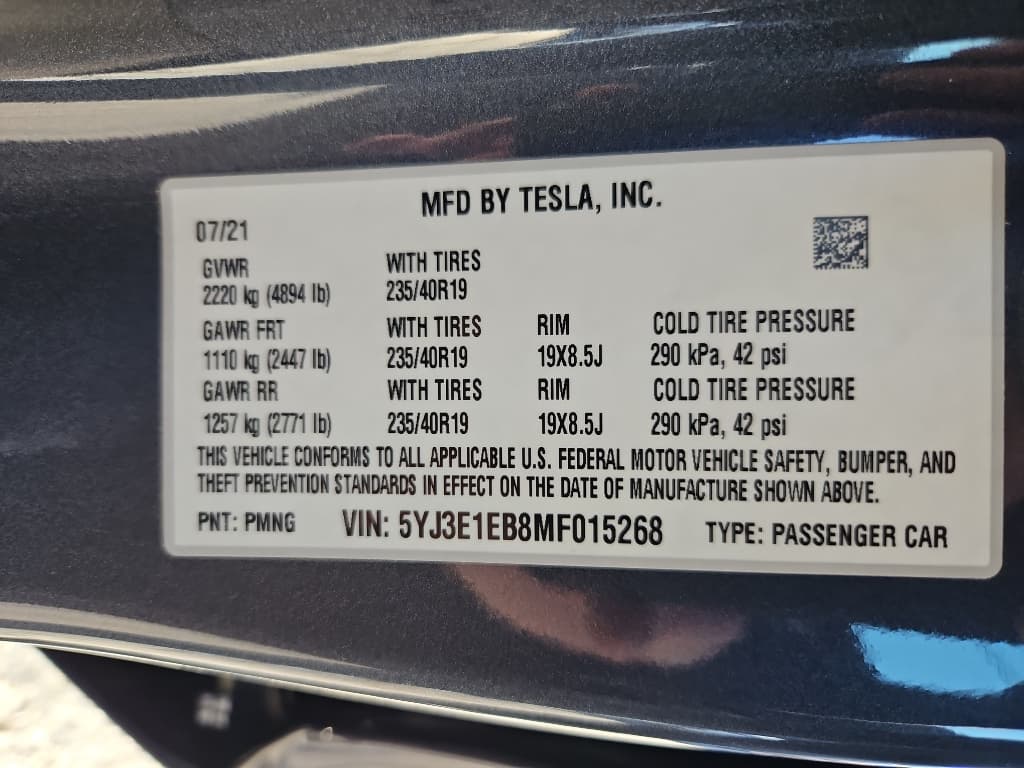 MFD BY TESLA, INC.
07/21
GVWR WITH TIRES
2220 kg (4894 lb) 235/40R19
GAWR FRT WITH TIRES RIM COLD TIRE PRESSURE
1110 kg (2447 lb) 235/40R19 19X8.5J 290 kPa, 42 psi
GAWR RR WITH TIRES RIM COLD TIRE PRESSURE
1257 kg (2771 lb) 235/40R19 19X8.5J 290 kPa, 42 psi
THIS VEHICLE CONFORMS TO ALL APPLICABLE U.S. FEDERAL MOTOR VEHICLE SAFETY, BUMPER, AND
THEFT PREVENTION STANDARDS IN EFFECT ON THE DATE OF MANUFACTURE SHOWN ABOVE.
PNT: PMNG VIN: 5YJ3E1EB8MF015268 TYPE: PASSENGER CAR